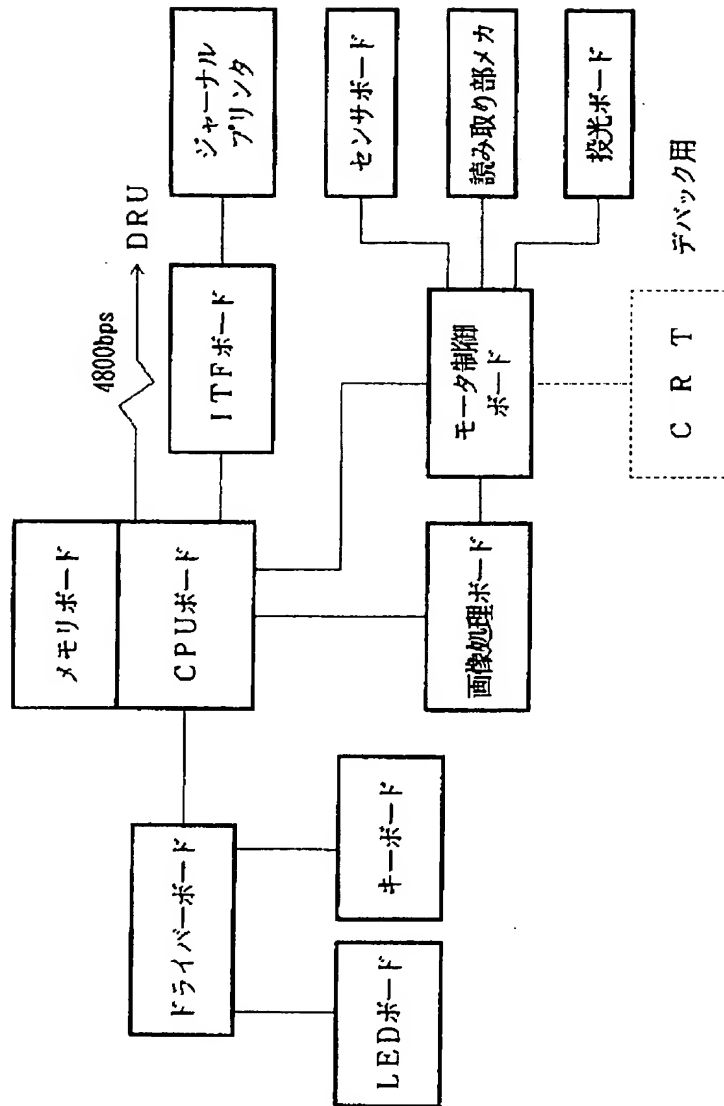 メモリボード
4800bps
DRU
ドライバーボード
CPUボード
ITFボード
ジャーナル
プリンタ
LEDボード
キーボード
センサボード
画像処理ボード
モータ制御
ボード
読み取り部メカ
投光ボード
CRT
デバック用